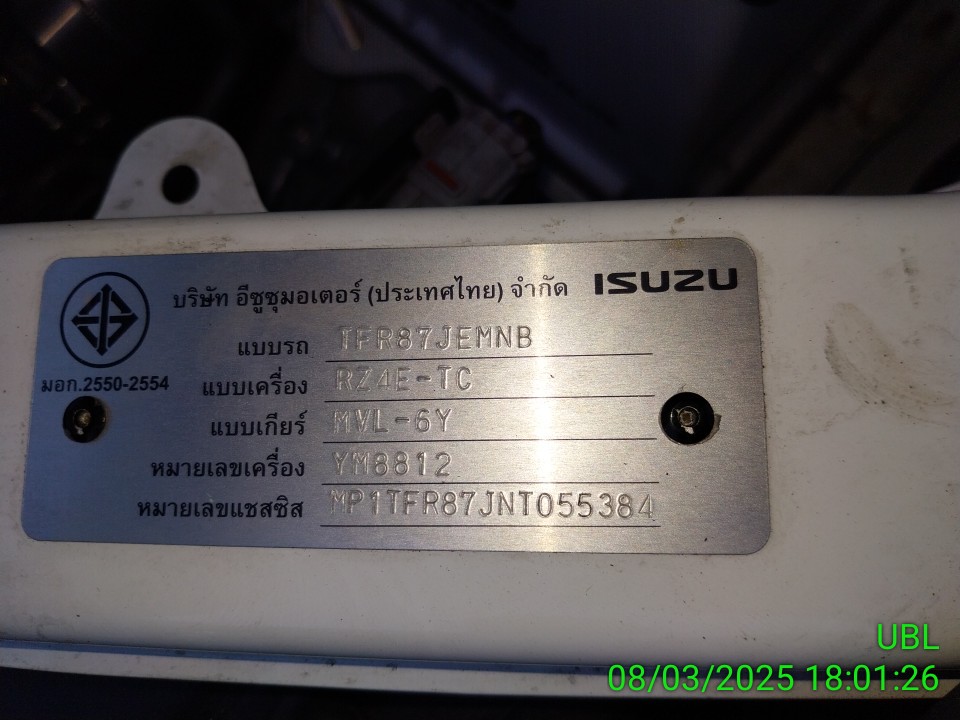 บริษัท อีซูซุมอเตอร์ (ประเทศไทย) จำกัด ISUZU
แบบรถ TFR87JEMNB
มอก.2550-2554
แบบเครื่อง RZ4E-TC
แบบเกียร์ MVL-6Y
หมายเลขเครื่อง YM8812
หมายเลขแชสซิส MP1TFR87JNT055384
UBL
08/03/2025 18:01:26